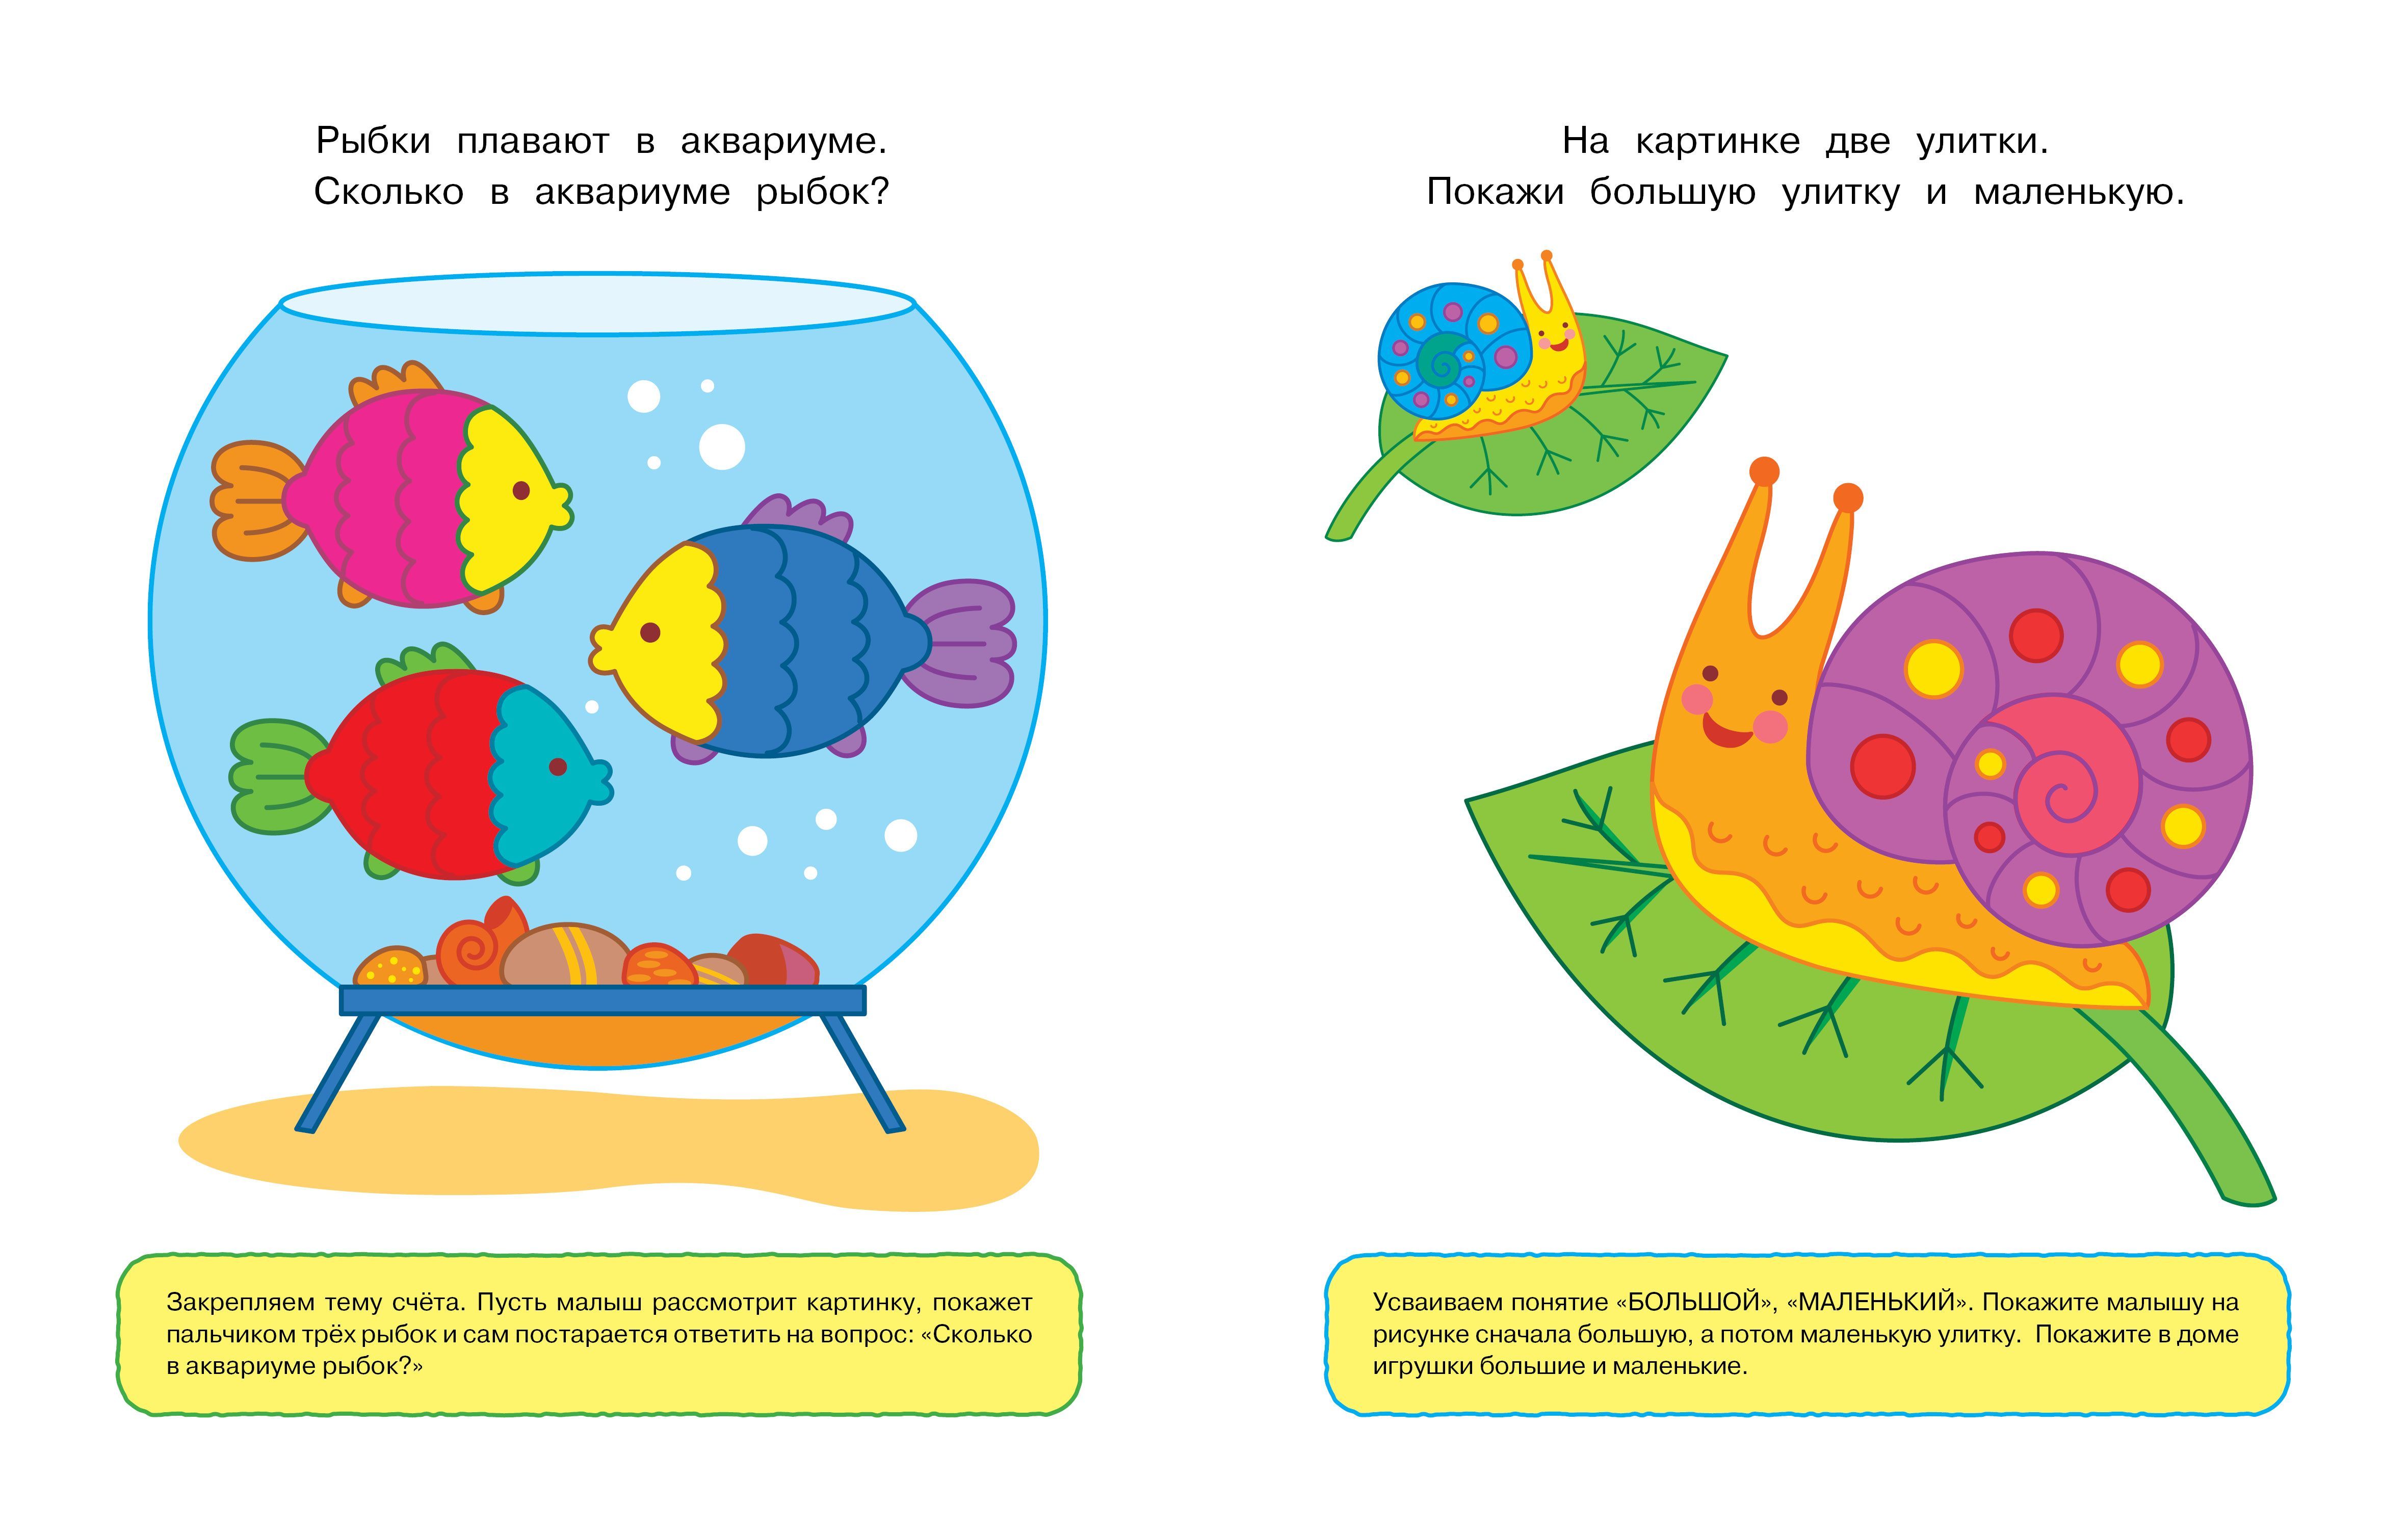 Рыбки плавают в аквариуме.
Сколько в аквариуме рыбок?
Закрепляем тему счёта. Пусть малыш рассмотрит картинку, покажет
пальчиком трёх рыбок и сам постарается ответить на вопрос: «Сколько
в аквариуме рыбок?»
На картинке две улитки.
Покажи большую улитку и маленькую.
Усваиваем понятие «БОЛЬШОЙ», «МАЛЕНЬКИЙ». Покажите малышу на
рисунке сначала большую, а потом маленькую улитку. Покажите в доме
игрушки большие и маленькие.